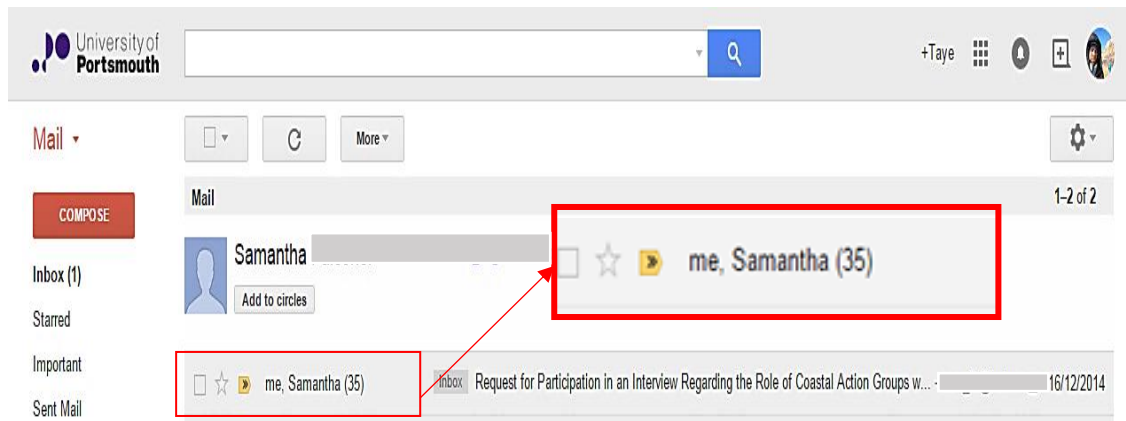 University of
Portsmouth
+Taye
Mail
More
COMPOSE
Mail
1–2 of 2
Samantha
me, Samantha (35)
Inbox (1)
Add to circles
Starred
Important
me, Samantha (35)
Inbox
Request for Participation in an Interview Regarding the Role of Coastal Action Groups w... -
16/12/2014
Sent Mail